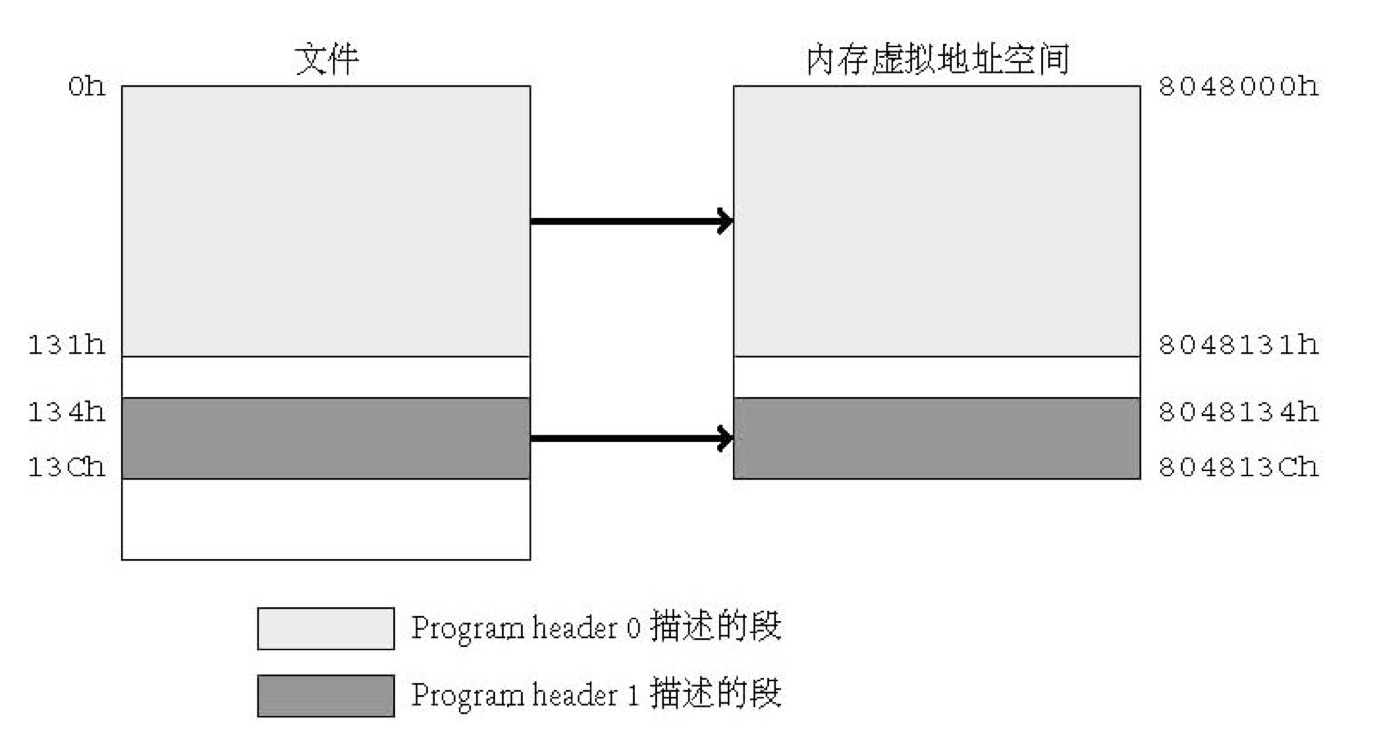 文件 内存虚拟地址空间
0h 8048000h
131h 8048131h
134h 8048134h
13Ch 804813Ch
Program header 0 描述的段
Program header 1 描述的段